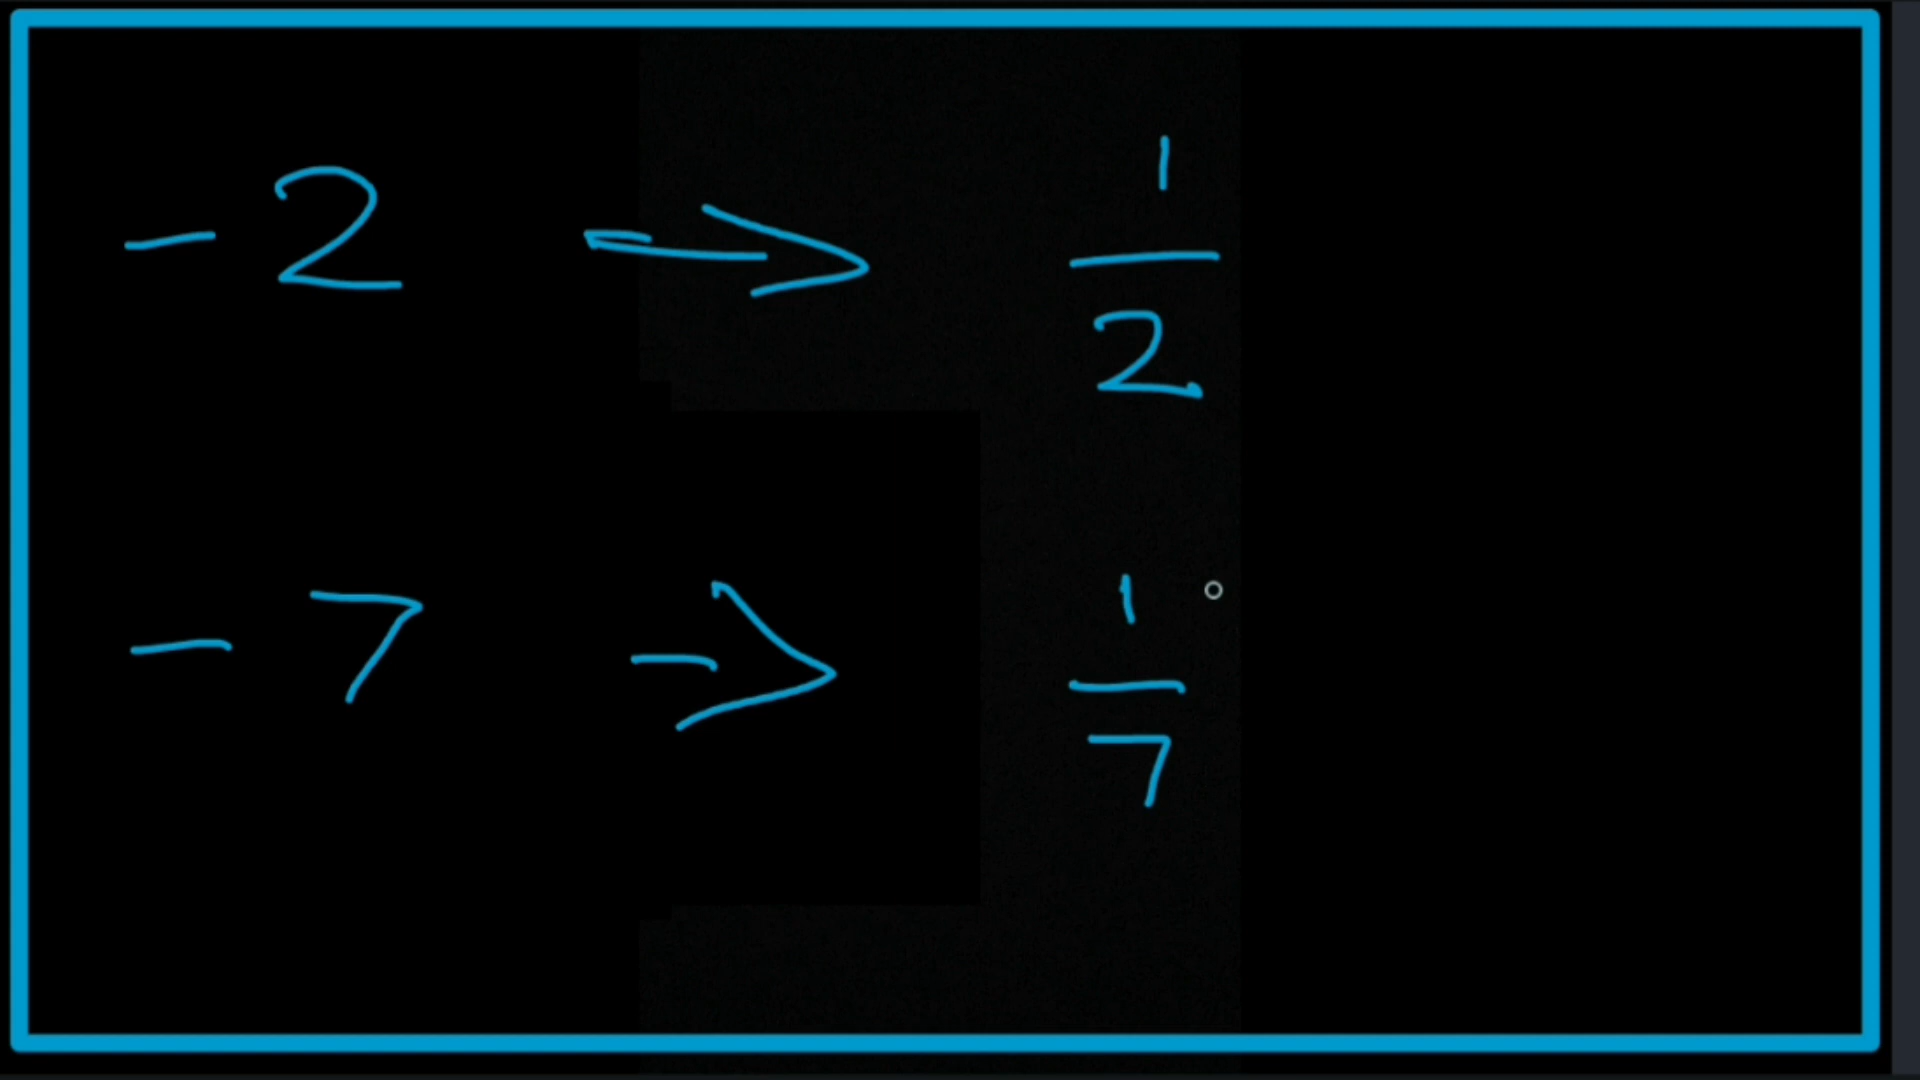 -2 → 1/2
-7 → 1/7